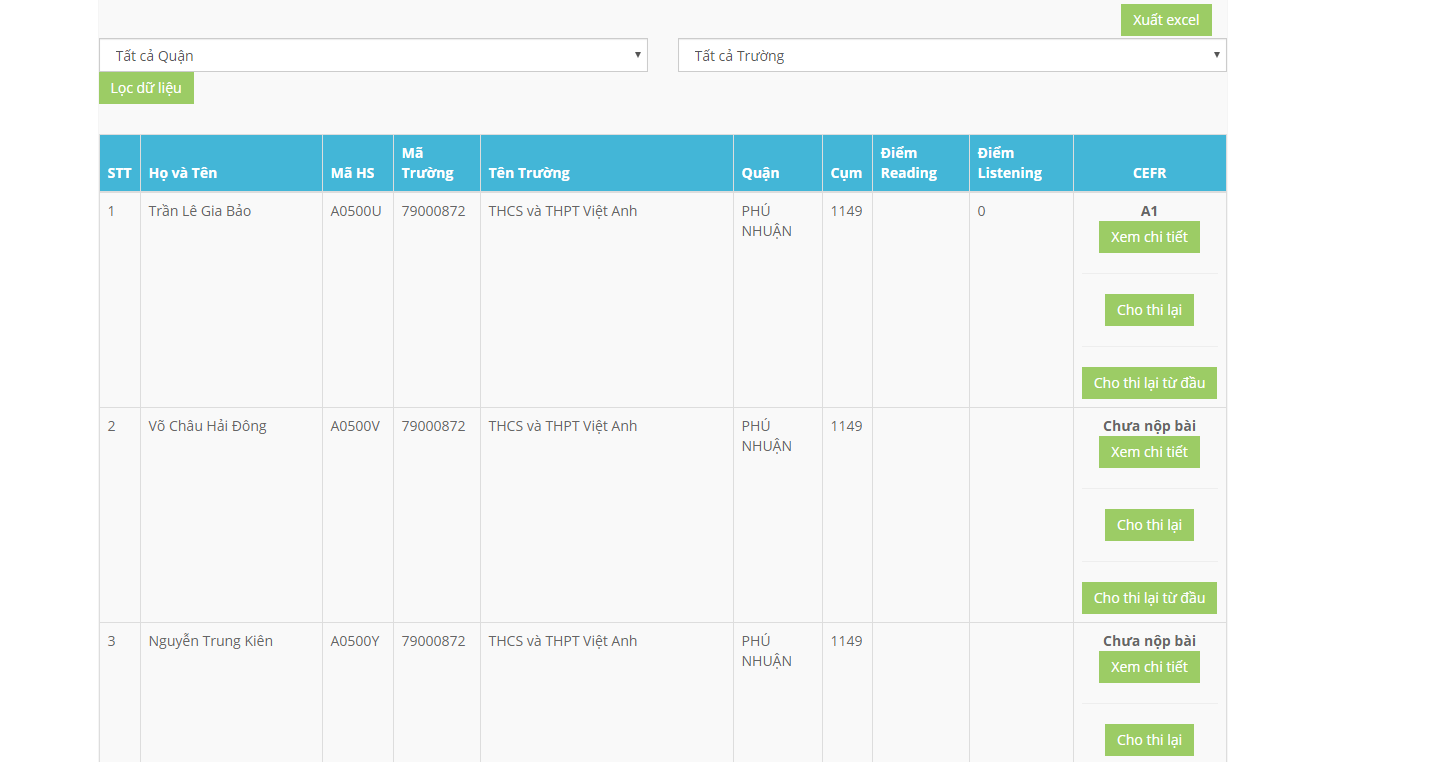 Xuất excel
Tất cả Quận
Tất cả Trường
Lọc dữ liệu
STT Họ và Tên Mã HS Mã Trường Tên Trường Quận Cụm Điểm Reading Điểm Listening CEFR
1 Trần Lê Gia Bảo A0500U 79000872 THCS và THPT Việt Anh PHÚ NHUẬN 1149 0 A1
Xem chi tiết
Cho thi lại
Cho thi lại từ đầu
2 Võ Châu Hải Đông A0500V 79000872 THCS và THPT Việt Anh PHÚ NHUẬN 1149 Chưa nộp bài
Xem chi tiết
Cho thi lại
Cho thi lại từ đầu
3 Nguyễn Trung Kiên A0500Y 79000872 THCS và THPT Việt Anh PHÚ NHUẬN 1149 Chưa nộp bài
Xem chi tiết
Cho thi lại